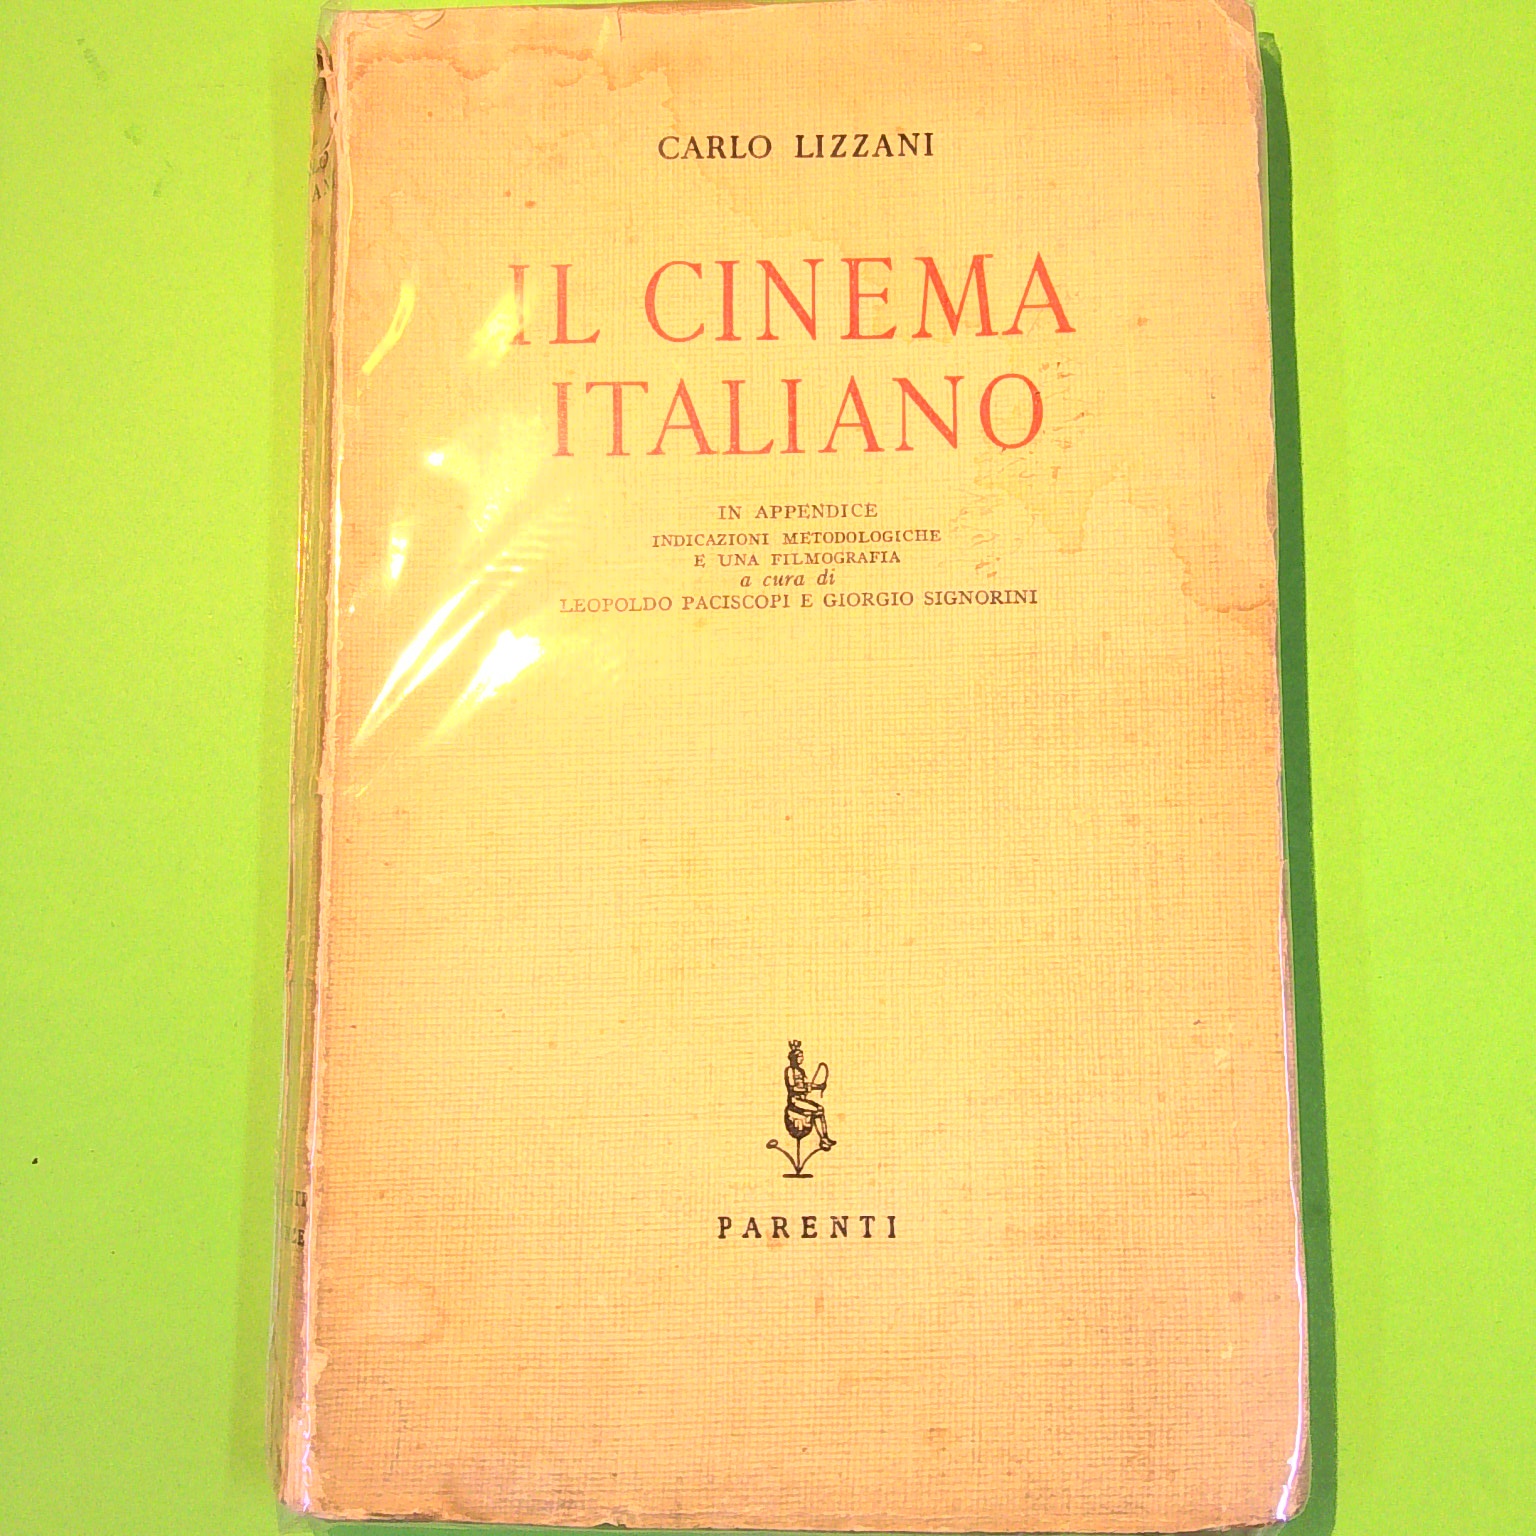 CARLO LIZZANI
IL CINEMA
ITALIANO
IN APPENDICE
INDICAZIONI METODOLOGICHE
E UNA FILMOGRAFIA
a cura di
LEOPOLDO PACISCOPI E GIORGIO SIGNORINI
PARENTI